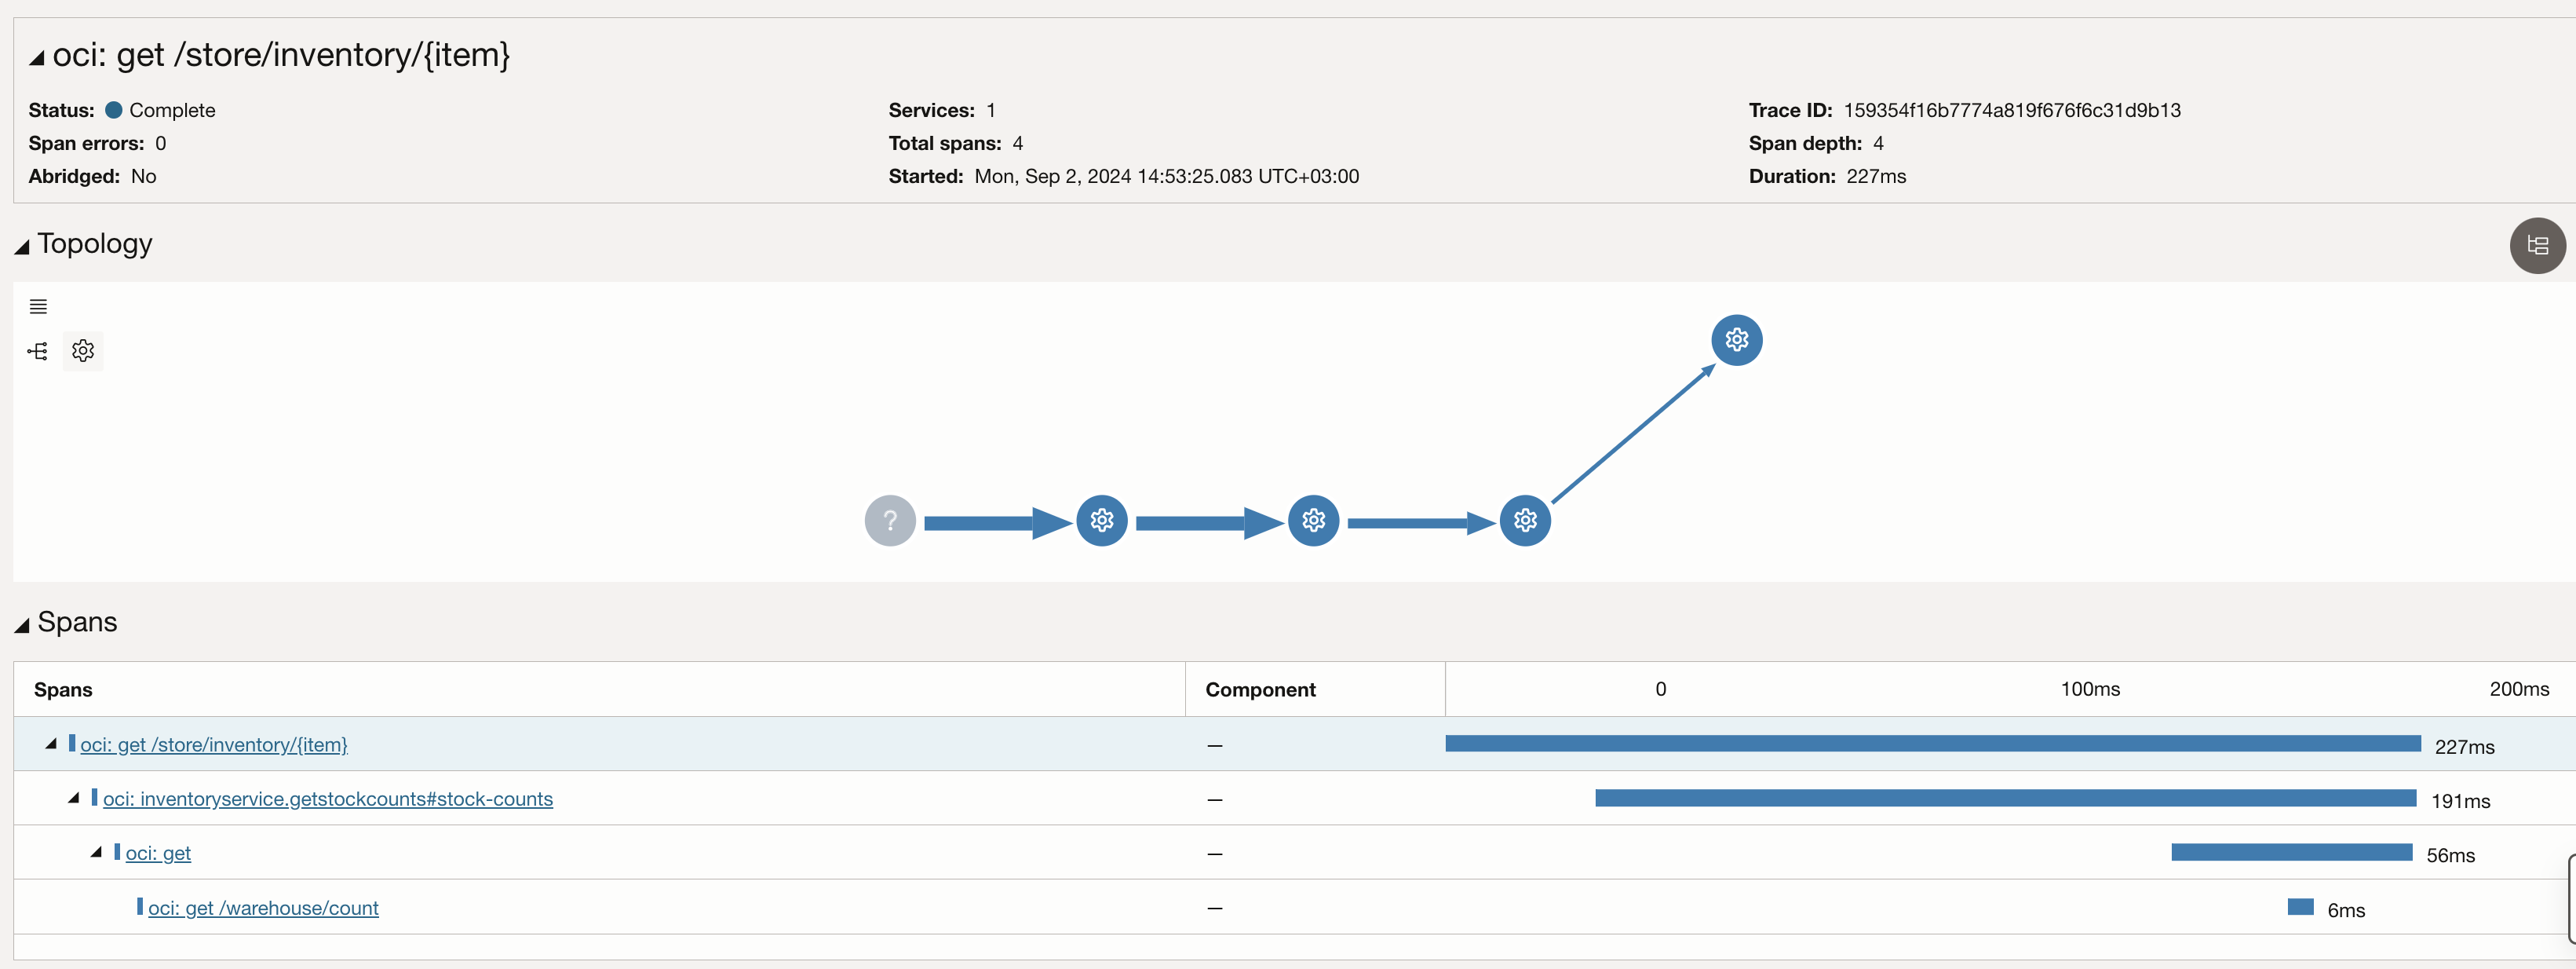 oci: get /store/inventory/{item}
Status: Complete Services: 1 Trace ID: 159354f16b7774a819f676f6c31d9b13
Span errors: 0 Total spans: 4 Span depth: 4
Abridged: No Started: Mon, Sep 2, 2024 14:53:25.083 UTC+03:00 Duration: 227ms
Topology
?
Spans
Spans Component 0 100ms 200ms
oci: get /store/inventory/{item} — 227ms
oci: inventoryservice.getstockcounts#stock-counts — 191ms
oci: get — 56ms
oci: get /warehouse/count — 6ms